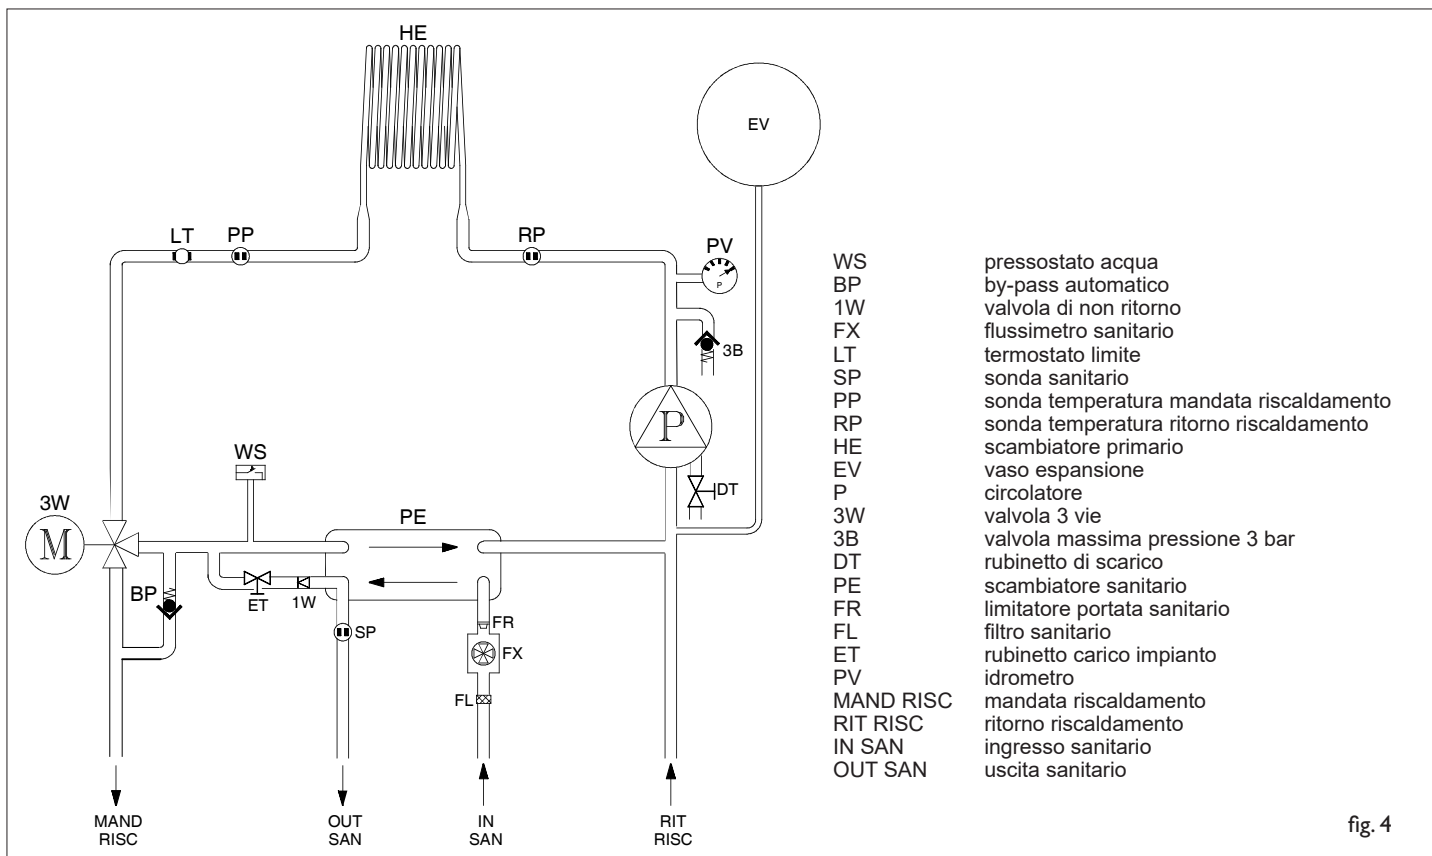 HE
EV
LT
PP
RP
PV
P
3B
P
WS
DT
3W
PE
M
BP
ET
1W
SP
FR
FX
FL
MAND
RISC
OUT
SAN
IN
SAN
RIT
RISC
WS pressostato acqua
BP by-pass automatico
1W valvola di non ritorno
FX flussimetro sanitario
LT termostato limite
SP sonda sanitario
PP sonda temperatura mandata riscaldamento
RP sonda temperatura ritorno riscaldamento
HE scambiatore primario
EV vaso espansione
P circolatore
3W valvola 3 vie
3B valvola massima pressione 3 bar
DT rubinetto di scarico
PE scambiatore sanitario
FR limitatore portata sanitario
FL filtro sanitario
ET rubinetto carico impianto
PV idrometro
MAND RISC mandata riscaldamento
RIT RISC ritorno riscaldamento
IN SAN ingresso sanitario
OUT SAN uscita sanitario
fig. 4